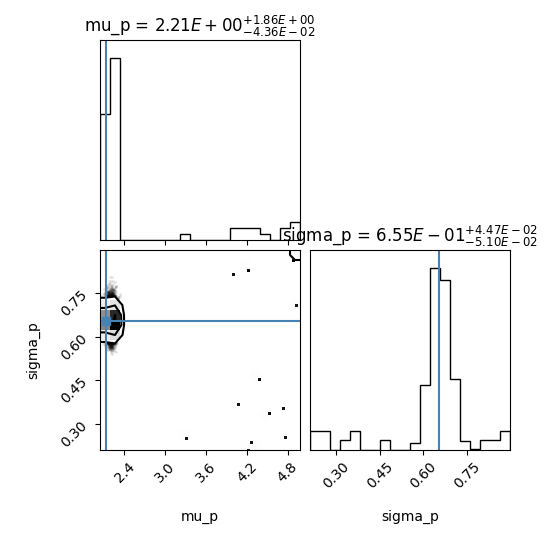 mu_p = 2.21E + 00+1.86E + 00 −4.36E − 02
sigma_p = 6.55E − 01+4.47E − 02 −5.10E − 02
0.75
0.60
0.45
0.30
sigma_p
2.4 3.0 3.6 4.2 4.8
mu_p
0.30 0.45 0.60 0.75
sigma_p